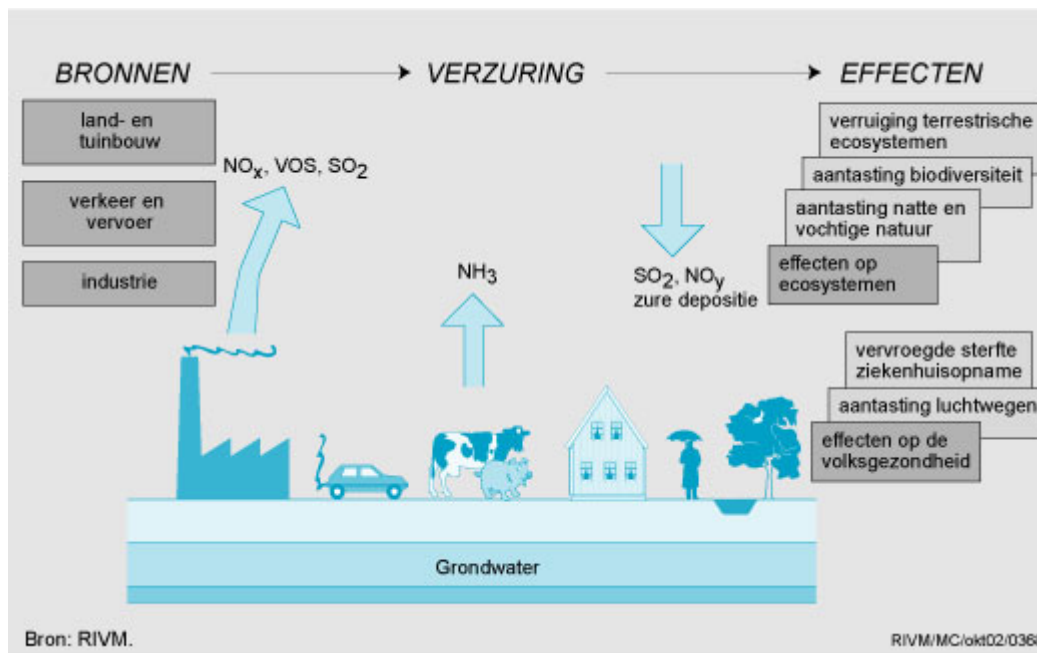 BRONNEN
VERZURING
EFFECTEN
land- en
tuinbouw
verkeer en
vervoer
industrie
NOx, VOS, SO2
NH3
SO2, NOy
zure depositie
verruiging terrestrische
ecosystemen
aantasting biodiversiteit
aantasting natte en
vochtige natuur
effecten op
ecosystemen
vervroegde sterfte
ziekenhuisopname
aantasting luchtwegen
effecten op de
volksgezondheid
Grondwater
Bron: RIVM.
RIVM/MC/okt02/0368